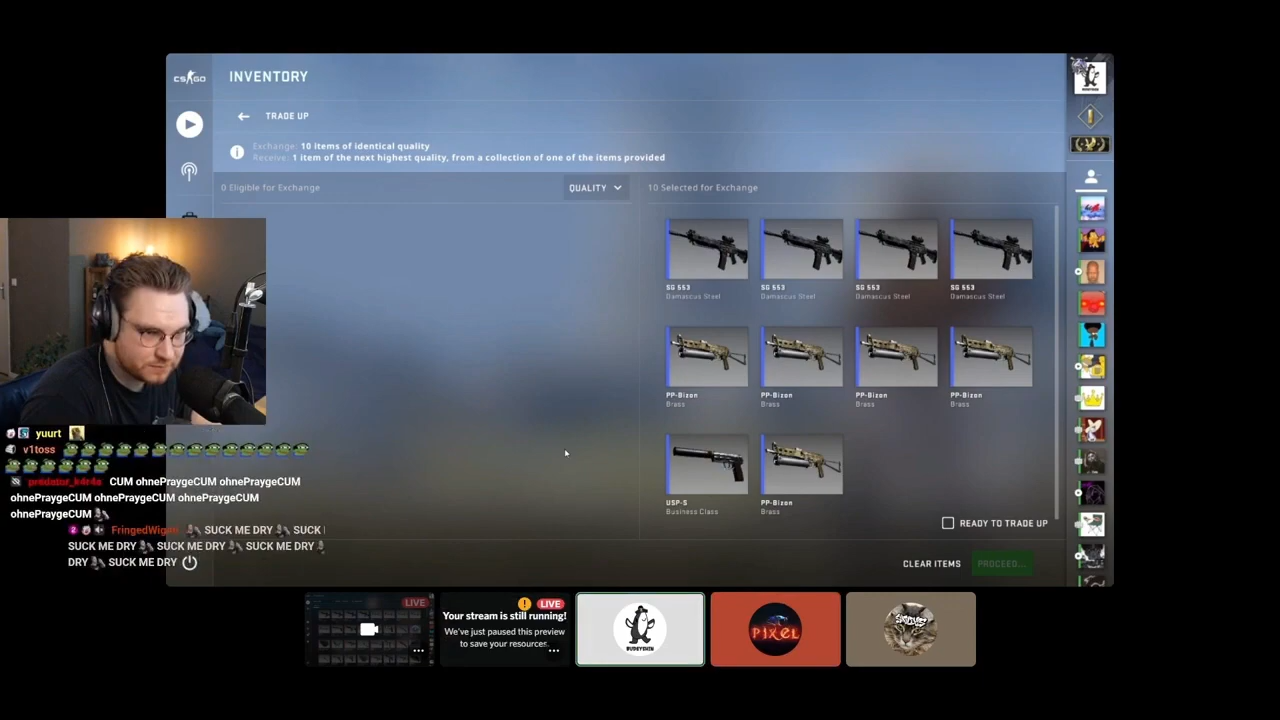 CS GO
INVENTORY
TRADE UP
Exchange: 10 items of identical quality
Receive: 1 item of the next highest quality, from a collection of one of the items provided
0 Eligible for Exchange
QUALITY
10 Selected for Exchange
SG 553
Damascus Steel
SG 553
Damascus Steel
SG 553
Damascus Steel
SG 553
Damascus Steel
PP-Bizon
Brass
PP-Bizon
Brass
PP-Bizon
Brass
PP-Bizon
Brass
USP-S
Business Class
PP-Bizon
Brass
READY TO TRADE UP
CLEAR ITEMS
PROCEED...
yuurt
v1toss
predator_k4r4s CUM ohnePraygeCUM ohnePraygeCUM
ohnePraygeCUM ohnePraygeCUM ohnePraygeCUM
ohnePraygeCUM
2 FringedWigan SUCK ME DRY SUCK
SUCK ME DRY SUCK ME DRY SUCK ME DRY
DRY SUCK ME DRY
LIVE
! LIVE
Your stream is still running!
We've just paused this preview
to save your resources.
PIXEL